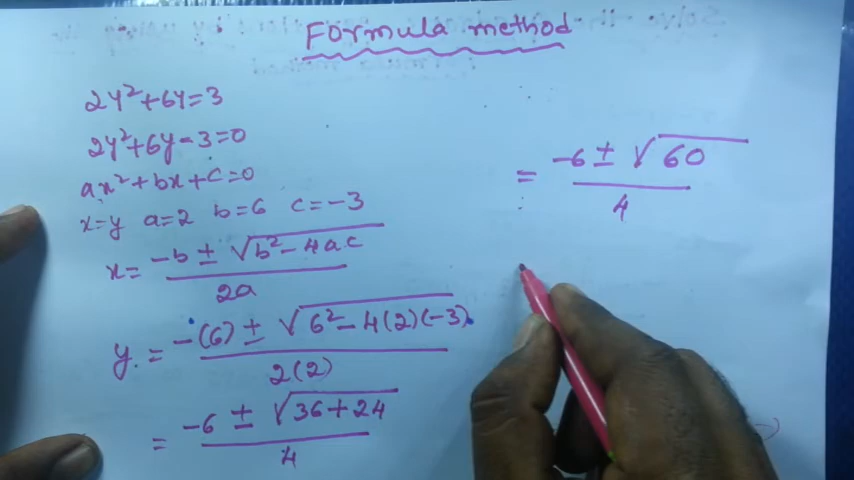 Formula method
2y²+6y=3
2y²+6y-3=0
ax²+bx+c=0
x=y a=2 b=6 c=-3
x= -b ± √b²-4ac / 2a
y = -(6) ± √6²-4(2)(-3) / 2(2)
= -6 ± √36+24 / 4
= -6 ± √60 / 4